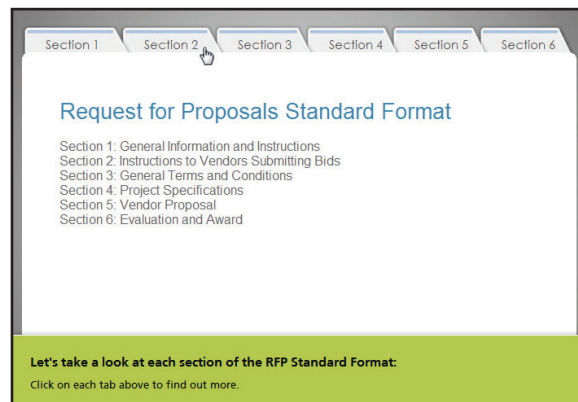 Section 1 Section 2 Section 3 Section 4 Section 5 Section 6
Request for Proposals Standard Format
Section 1: General Information and Instructions
Section 2: Instructions to Vendors Submitting Bids
Section 3: General Terms and Conditions
Section 4: Project Specifications
Section 5: Vendor Proposal
Section 6: Evaluation and Award
Let's take a look at each section of the RFP Standard Format:
Click on each tab above to find out more.